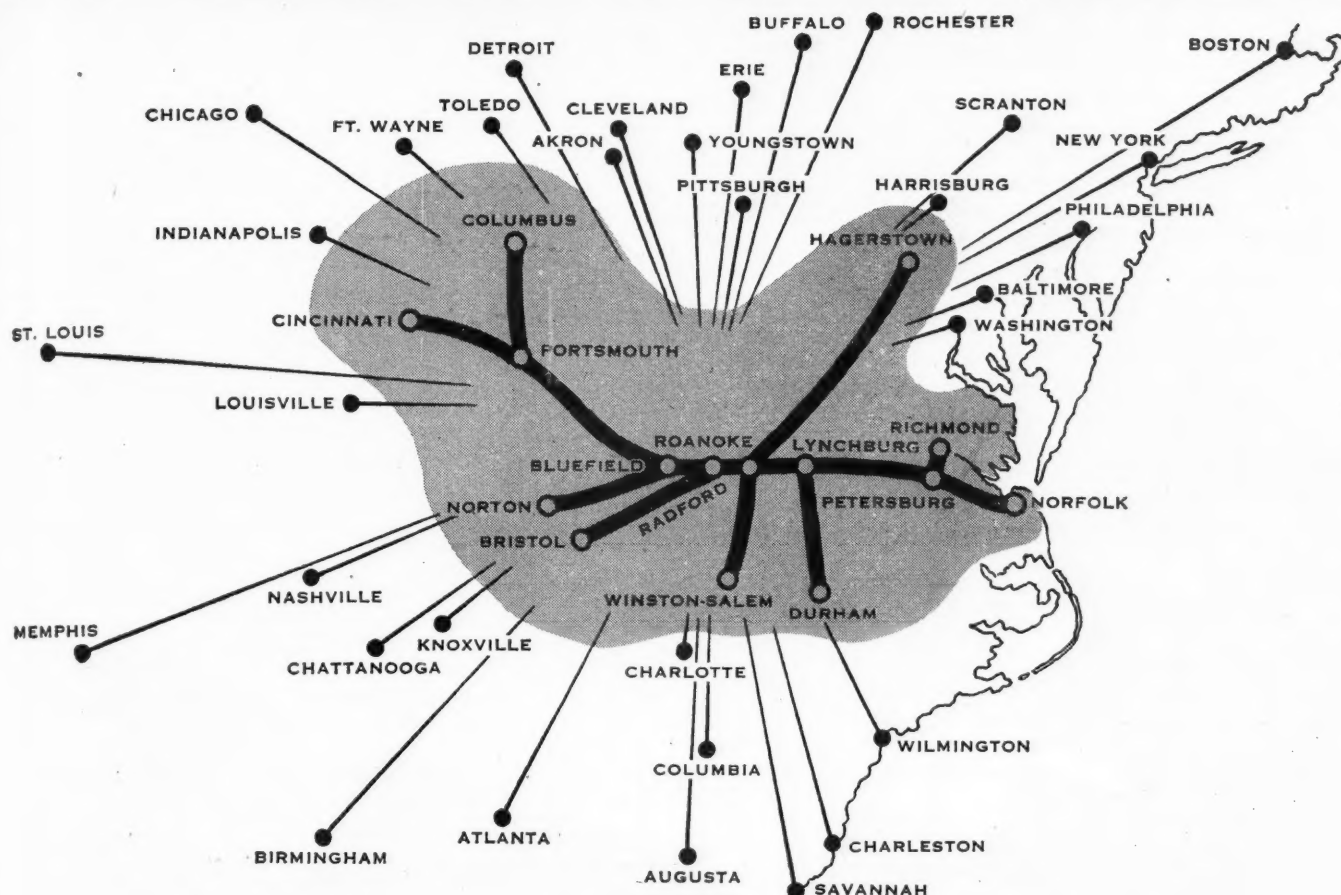 BUFFALO
ROCHESTER
DETROIT
BOSTON
ERIE
CHICAGO
TOLEDO
CLEVELAND
SCRANTON
FT. WAYNE
AKRON
YOUNGSTOWN
NEW YORK
PITTSBURGH
HARRISBURG
PHILADELPHIA
COLUMBUS
INDIANAPOLIS
HAGERSTOWN
BALTIMORE
CINCINNATI
WASHINGTON
ST. LOUIS
FORTSMOUTH
LOUISVILLE
RICHMOND
ROANOKE
LYNCHBURG
BLUEFIELD
NORTON
RADFORD
PETERSBURG
NORFOLK
BRISTOL
NASHVILLE
WINSTON-SALEM
DURHAM
MEMPHIS
KNOXVILLE
CHATTANOOGA
CHARLOTTE
WILMINGTON
COLUMBIA
ATLANTA
BIRMINGHAM
CHARLESTON
AUGUSTA
SAVANNAH